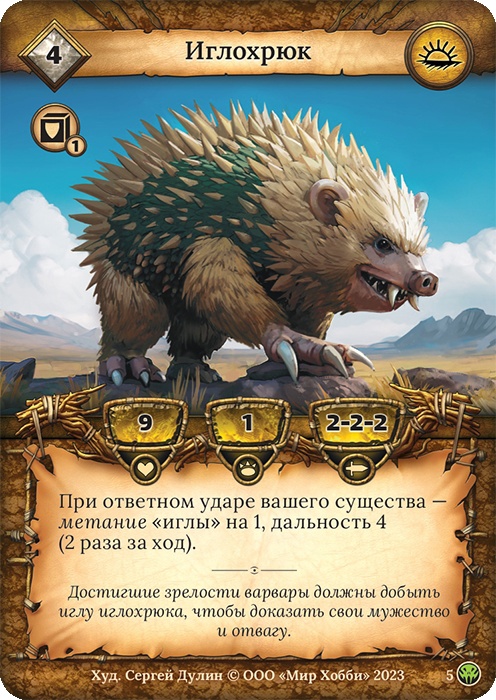 4
Иглохрюк
1
9
1
2-2-2
При ответном ударе вашего существа —
метание «иглы» на 1, дальность 4
(2 раза за ход).
Достигшие зрелости варвары должны добыть
иглу иглохрюка, чтобы доказать свои мужество
и отвагу.
Худ. Сергей Дулин © ООО «Мир Хобби» 2023
5